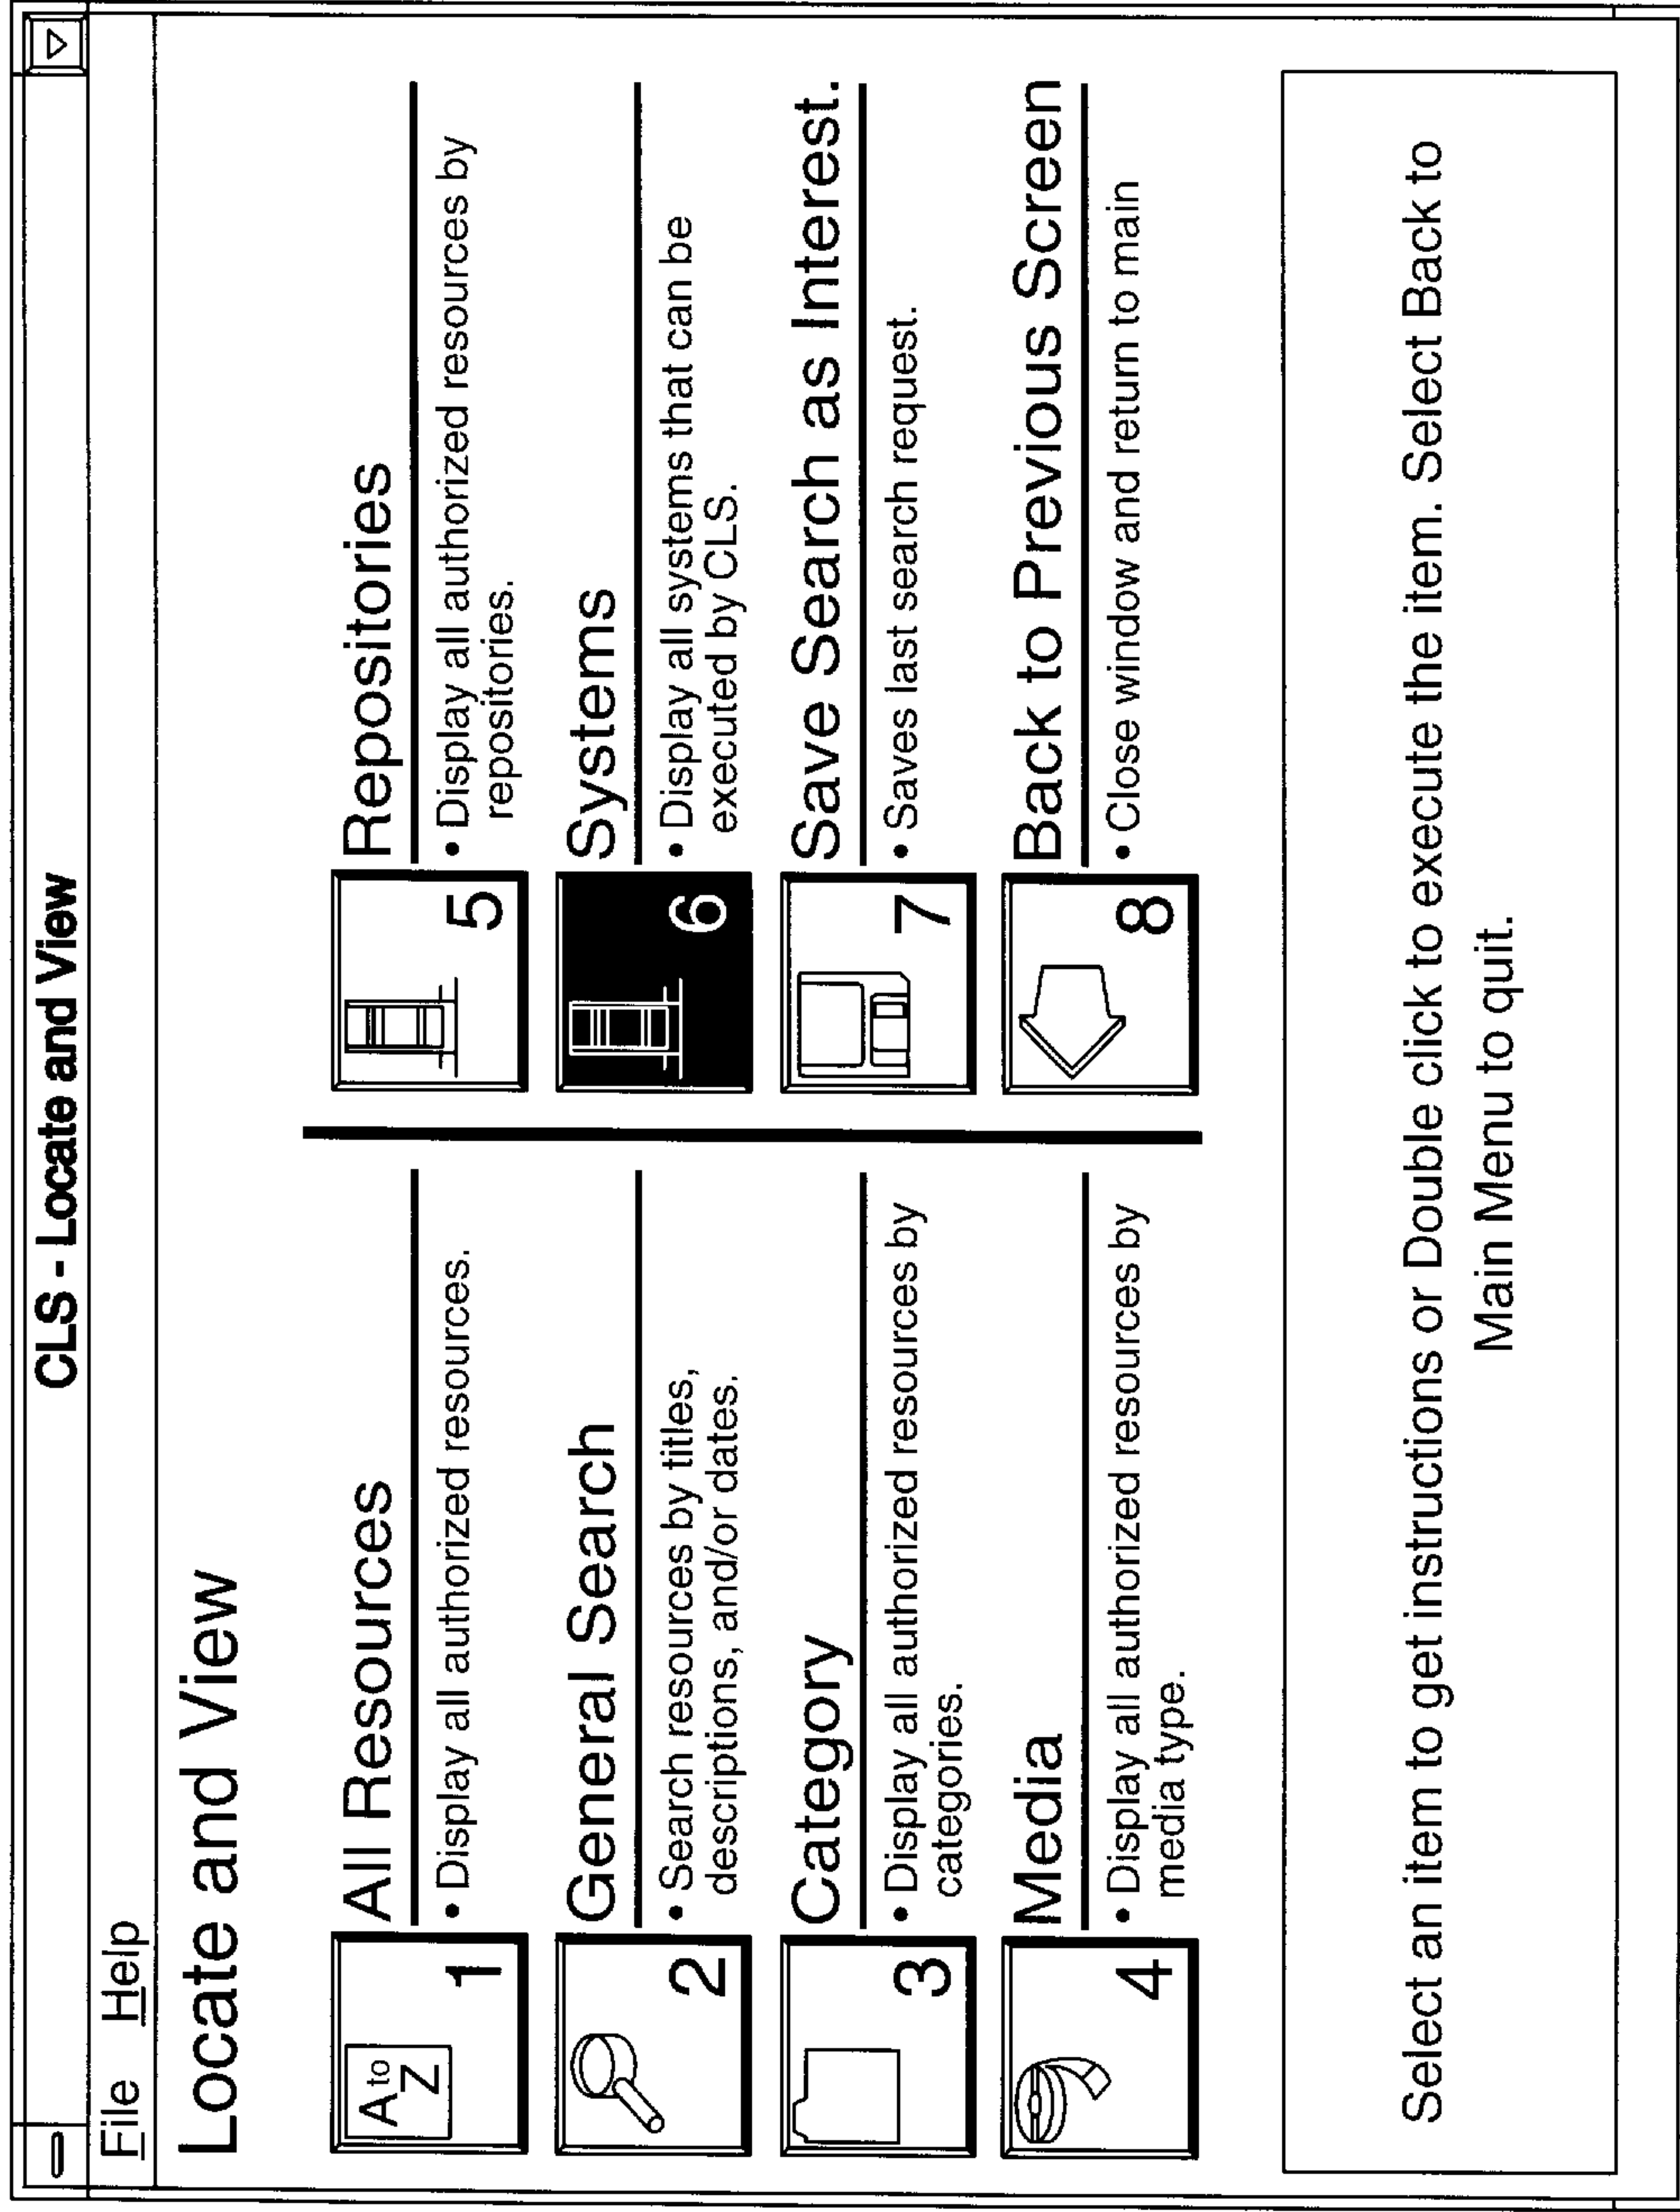 CLS - Locate and View
File Help
Locate and View
A to
Z
1
All Resources
• Display all authorized resources.
2
General Search
• Search resources by titles,
descriptions, and/or dates.
3
Category
• Display all authorized resources by
categories.
4
Media
• Display all authorized resources by
media type.
5
Repositories
• Display all authorized resources by
repositories.
6
Systems
• Display all systems that can be
executed by CLS.
7
Save Search as Interest.
• Saves last search request.
8
Back to Previous Screen
• Close window and return to main
Select an item to get instructions or Double click to execute the item. Select Back to
Main Menu to quit.